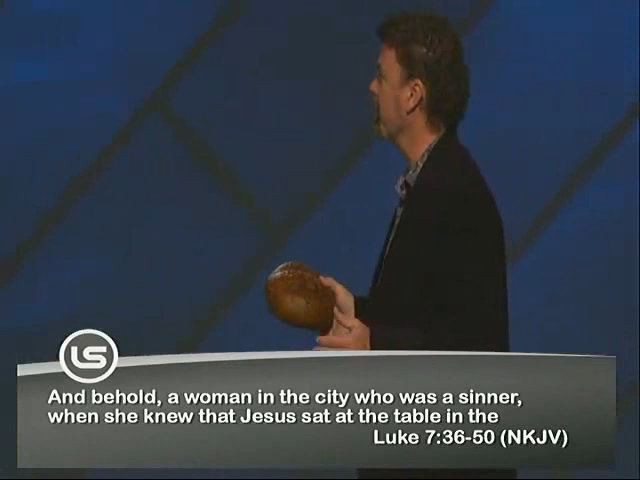 LS
And behold, a woman in the city who was a sinner,
when she knew that Jesus sat at the table in the
Luke 7:36-50 (NKJV)